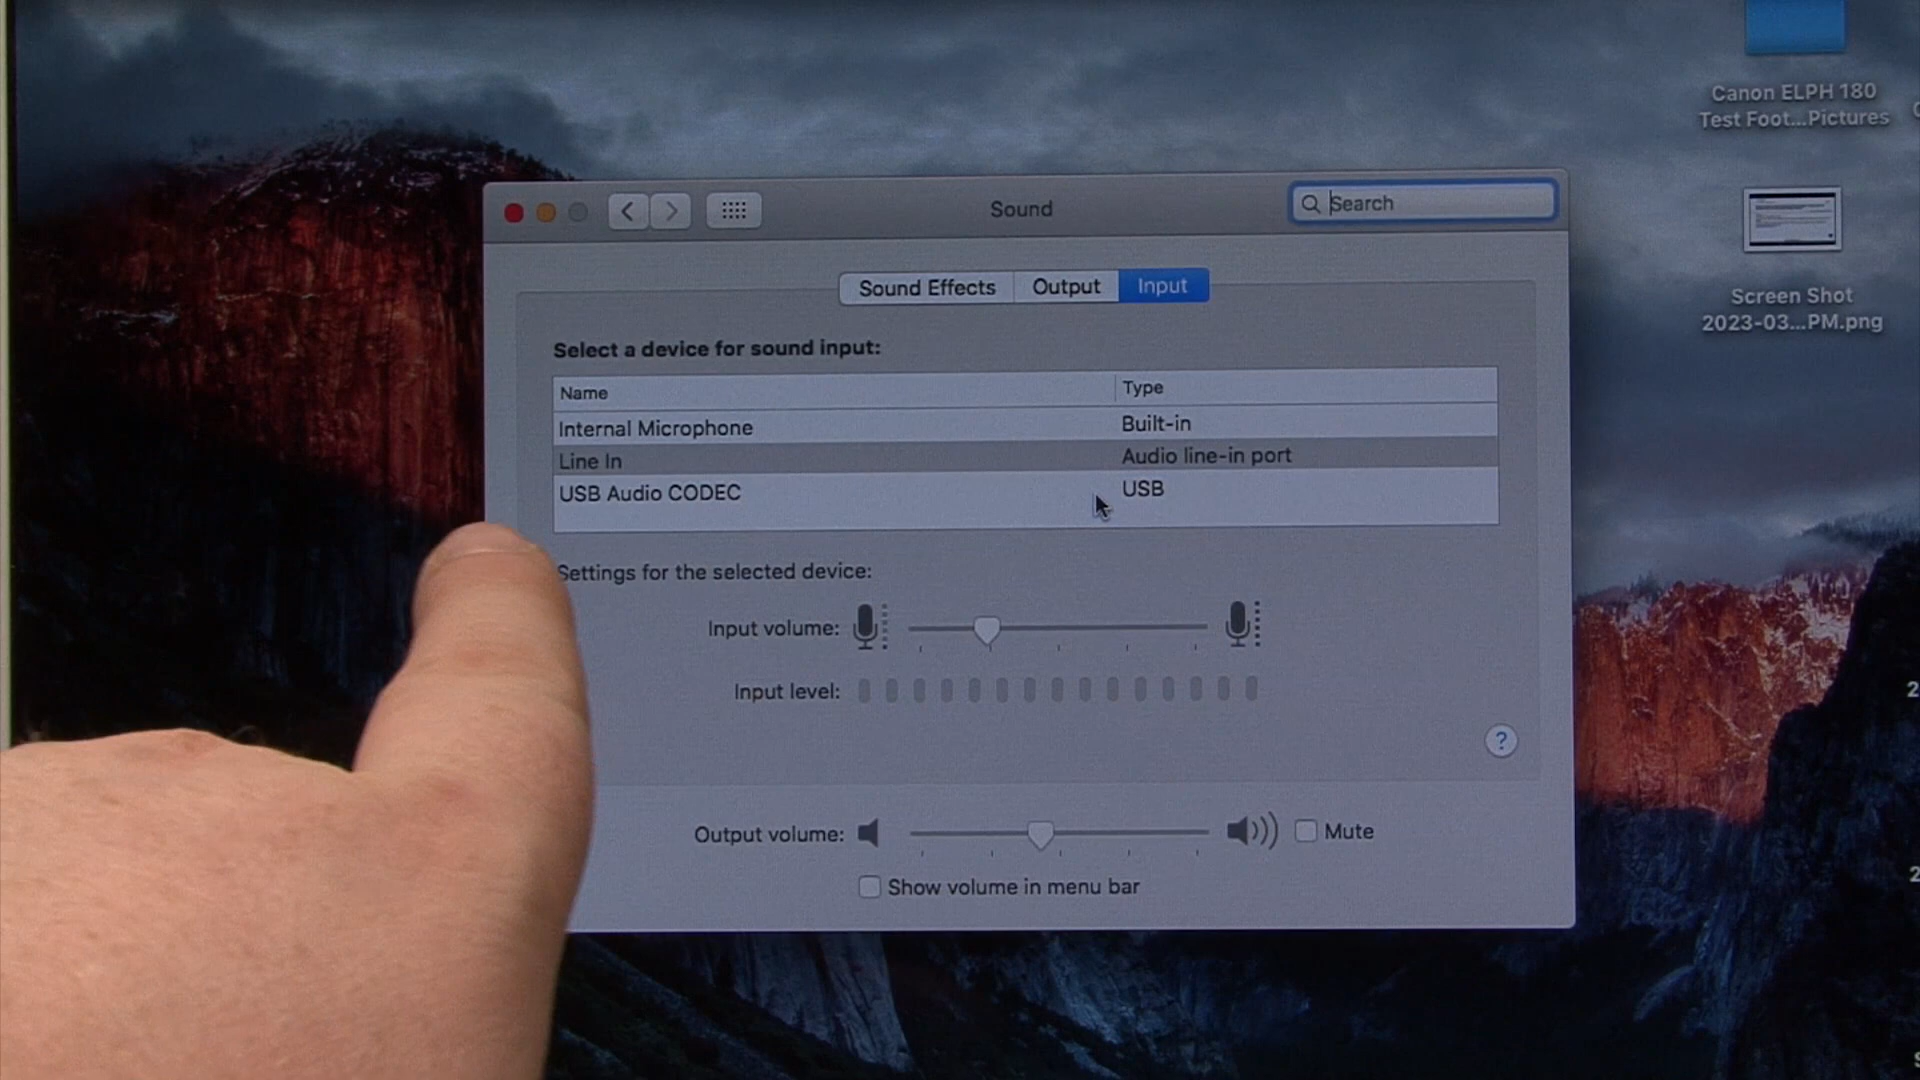 Canon ELPH 180
Test Foot...Pictures
Sound
Search
Screen Shot
2023-03...PM.png
Sound Effects
Output
Input
Select a device for sound input:
Name
Type
Internal Microphone
Built-in
Line In
Audio line-in port
USB Audio CODEC
USB
Settings for the selected device:
Input volume:
Input level:
?
Output volume:
Mute
Show volume in menu bar